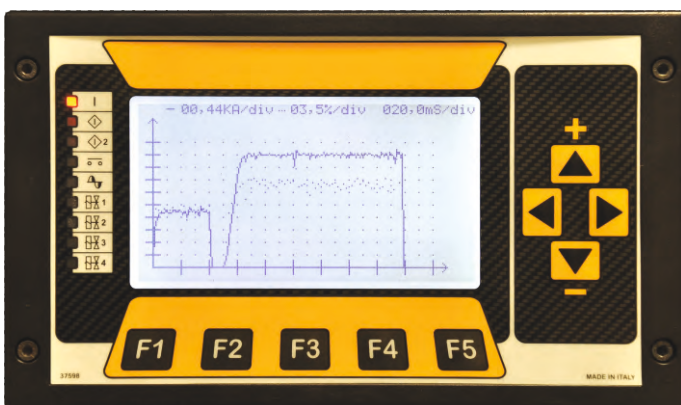 — 00,44KA/div ┄ 03,5%/div 020,0mS/div
I
I
I 2
1
2
3
4
+
−
F1 F2 F3 F4 F5
37598
MADE IN ITALY